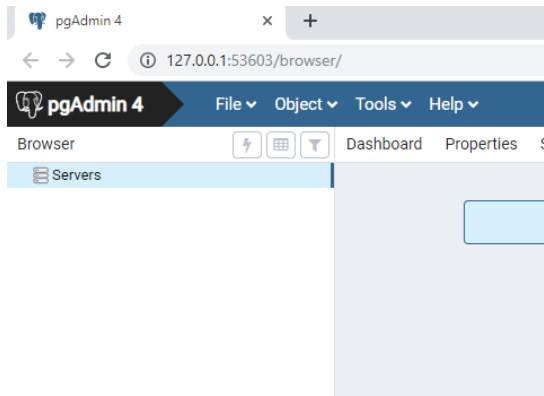 pgAdmin 4
127.0.0.1:53603/browser/
pgAdmin 4 File Object Tools Help
Browser Dashboard Properties S
Servers